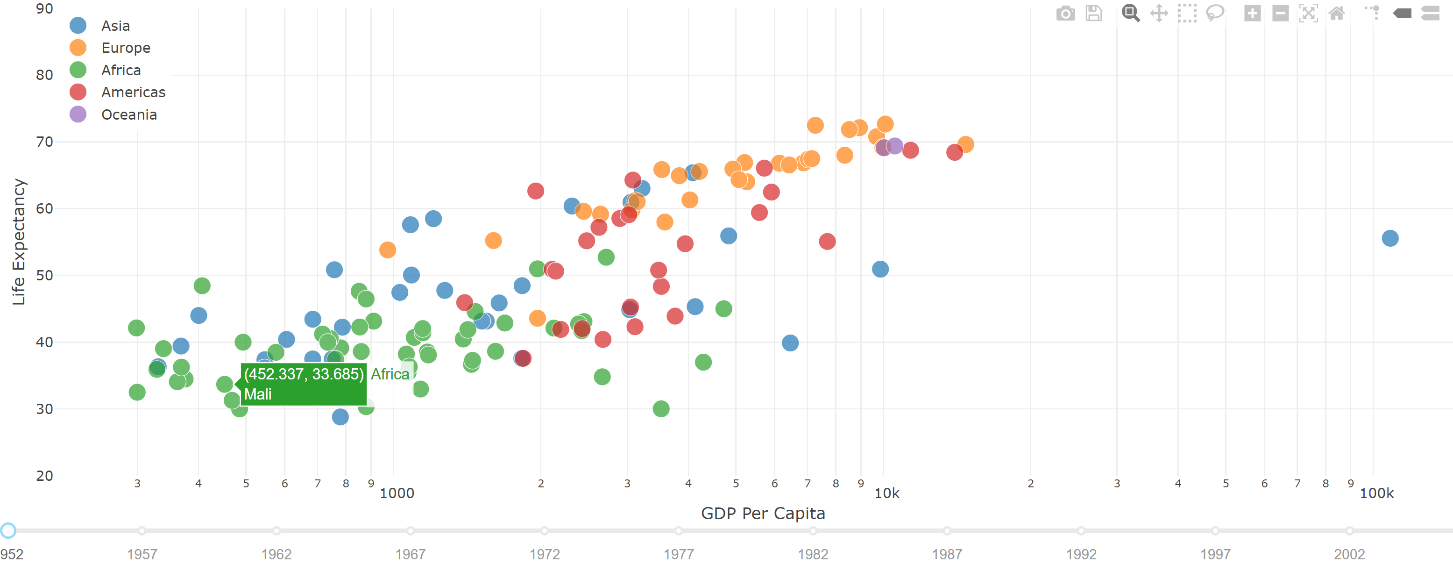 90
80
70
60
50
40
30
20
Life Expectancy
Asia
Europe
Africa
Americas
Oceania
(452.337, 33.685) Africa
Mali
3 4 5 6 7 8 9 1000 2 3 4 5 6 7 8 9 10k 2 3 4 5 6 7 8 9 100k
GDP Per Capita
952 1957 1962 1967 1972 1977 1982 1987 1992 1997 2002